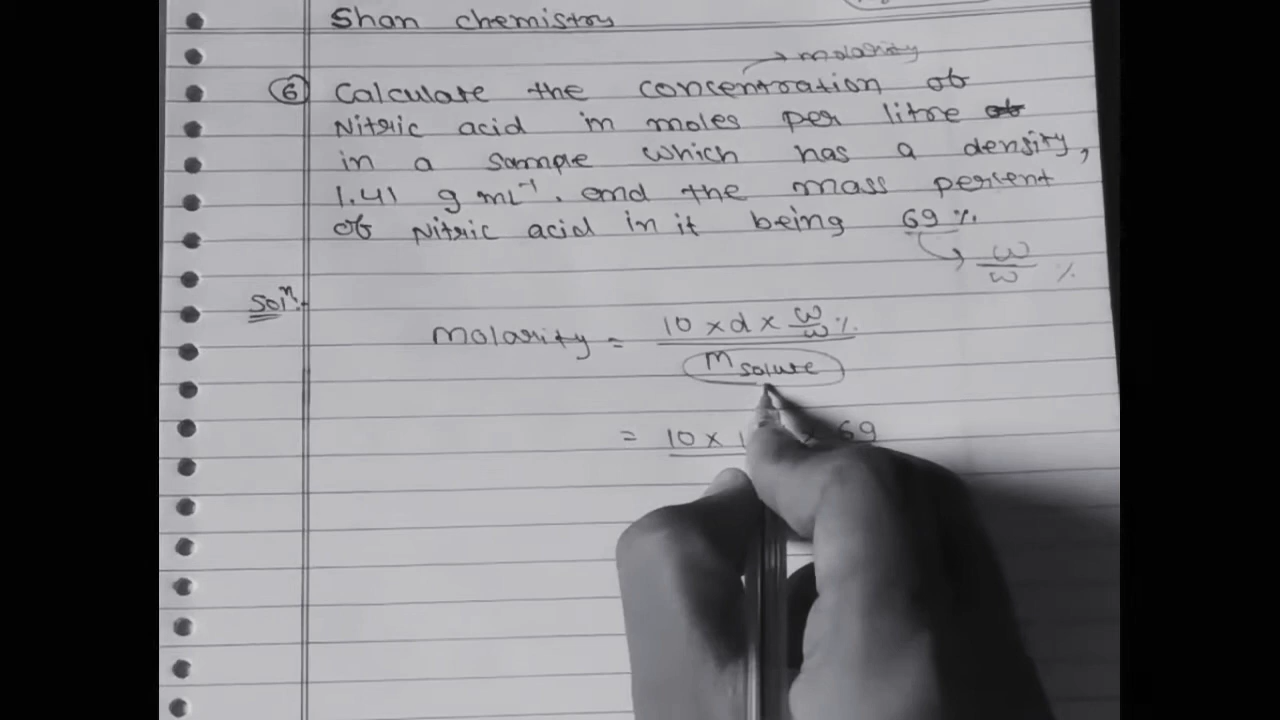 Shan chemistry
→ molarity
⑥ Calculate the concentration of
Nitric acid in moles per litre of
in a sample which has a density,
1.41 g mL⁻¹. and the mass percent
of Nitric acid in it being 69 %.
w/w %
Solⁿ:-
molarity = 10 × d × w/w % / M solute
= 10 × 1 × 69